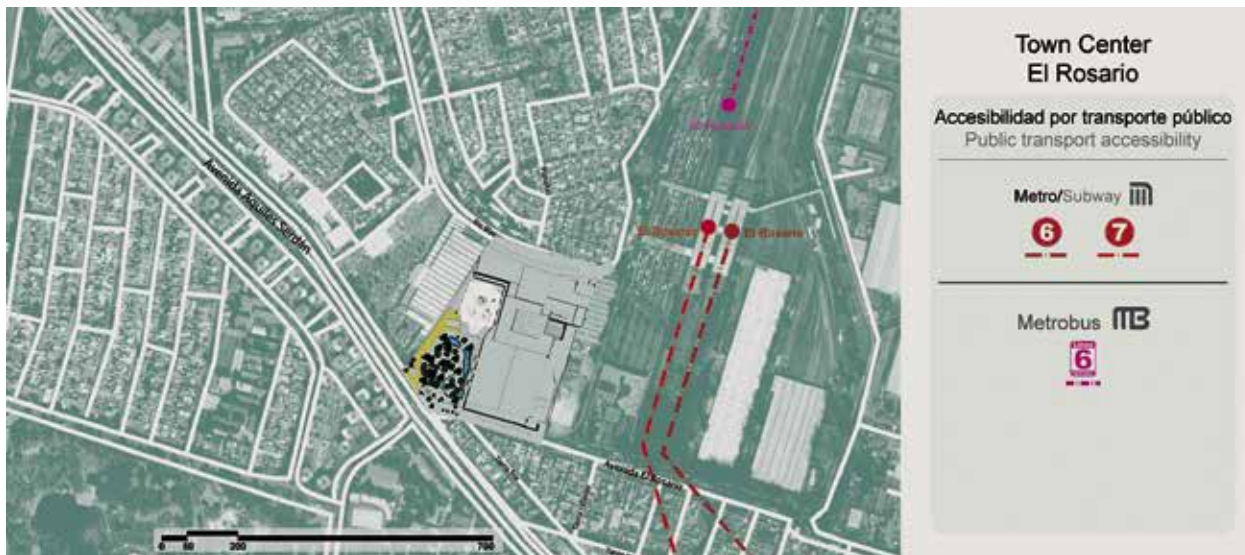 Avenida Aquiles Serdán
El Rosario
El Rosario
Avenida El Rosario
0 50 200 700
Town Center
El Rosario
Accesibilidad por transporte público
Public transport accessibility
Metro/Subway
6 7
Metrobus MB
6